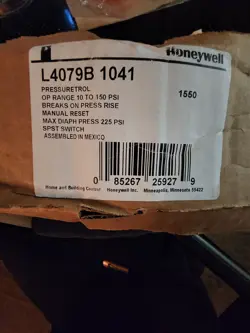 Honeywell
L4079B 1041
PRESSURETROL
OP RANGE 10 TO 150 PSI
1550
BREAKS ON PRESS RISE
MANUAL RESET
MAX DIAPH PRESS 225 PSI
SPST SWITCH
ASSEMBLED IN MEXICO
0 85267 25927 9
Home and Building Control Honeywell Inc. Minneapolis, Minnesota 55422